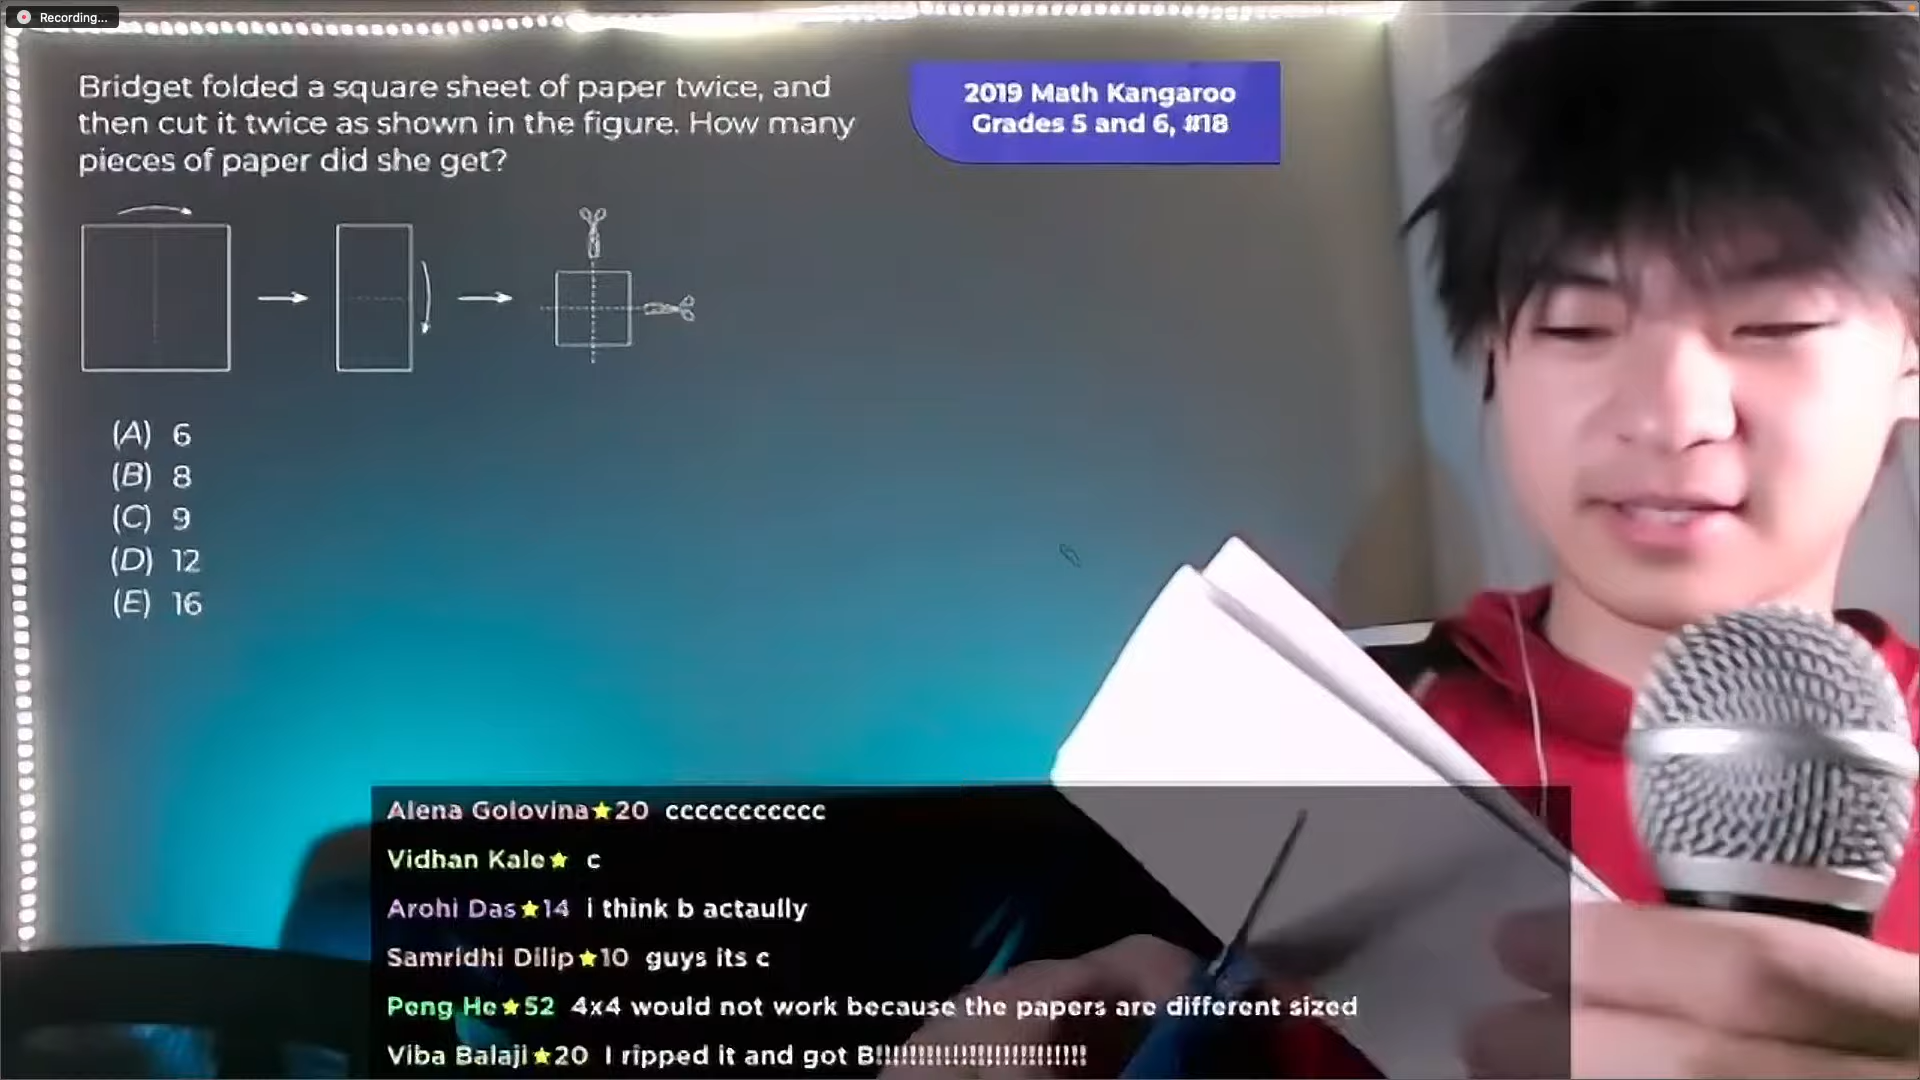 Recording...
Bridget folded a square sheet of paper twice, and
then cut it twice as shown in the figure. How many
pieces of paper did she get?
2019 Math Kangaroo
Grades 5 and 6, #18
(A) 6
(B) 8
(C) 9
(D) 12
(E) 16
Alena Golovina★20 ccccccccccc
Vidhan Kale★ c
Arohi Das★14 i think b actaully
Samridhi Dilip★10 guys its c
Peng He★52 4x4 would not work because the papers are different sized
Viba Balaji★20 I ripped it and got B!!!!!!!!!!!!!!!!!!!!!!!!!!